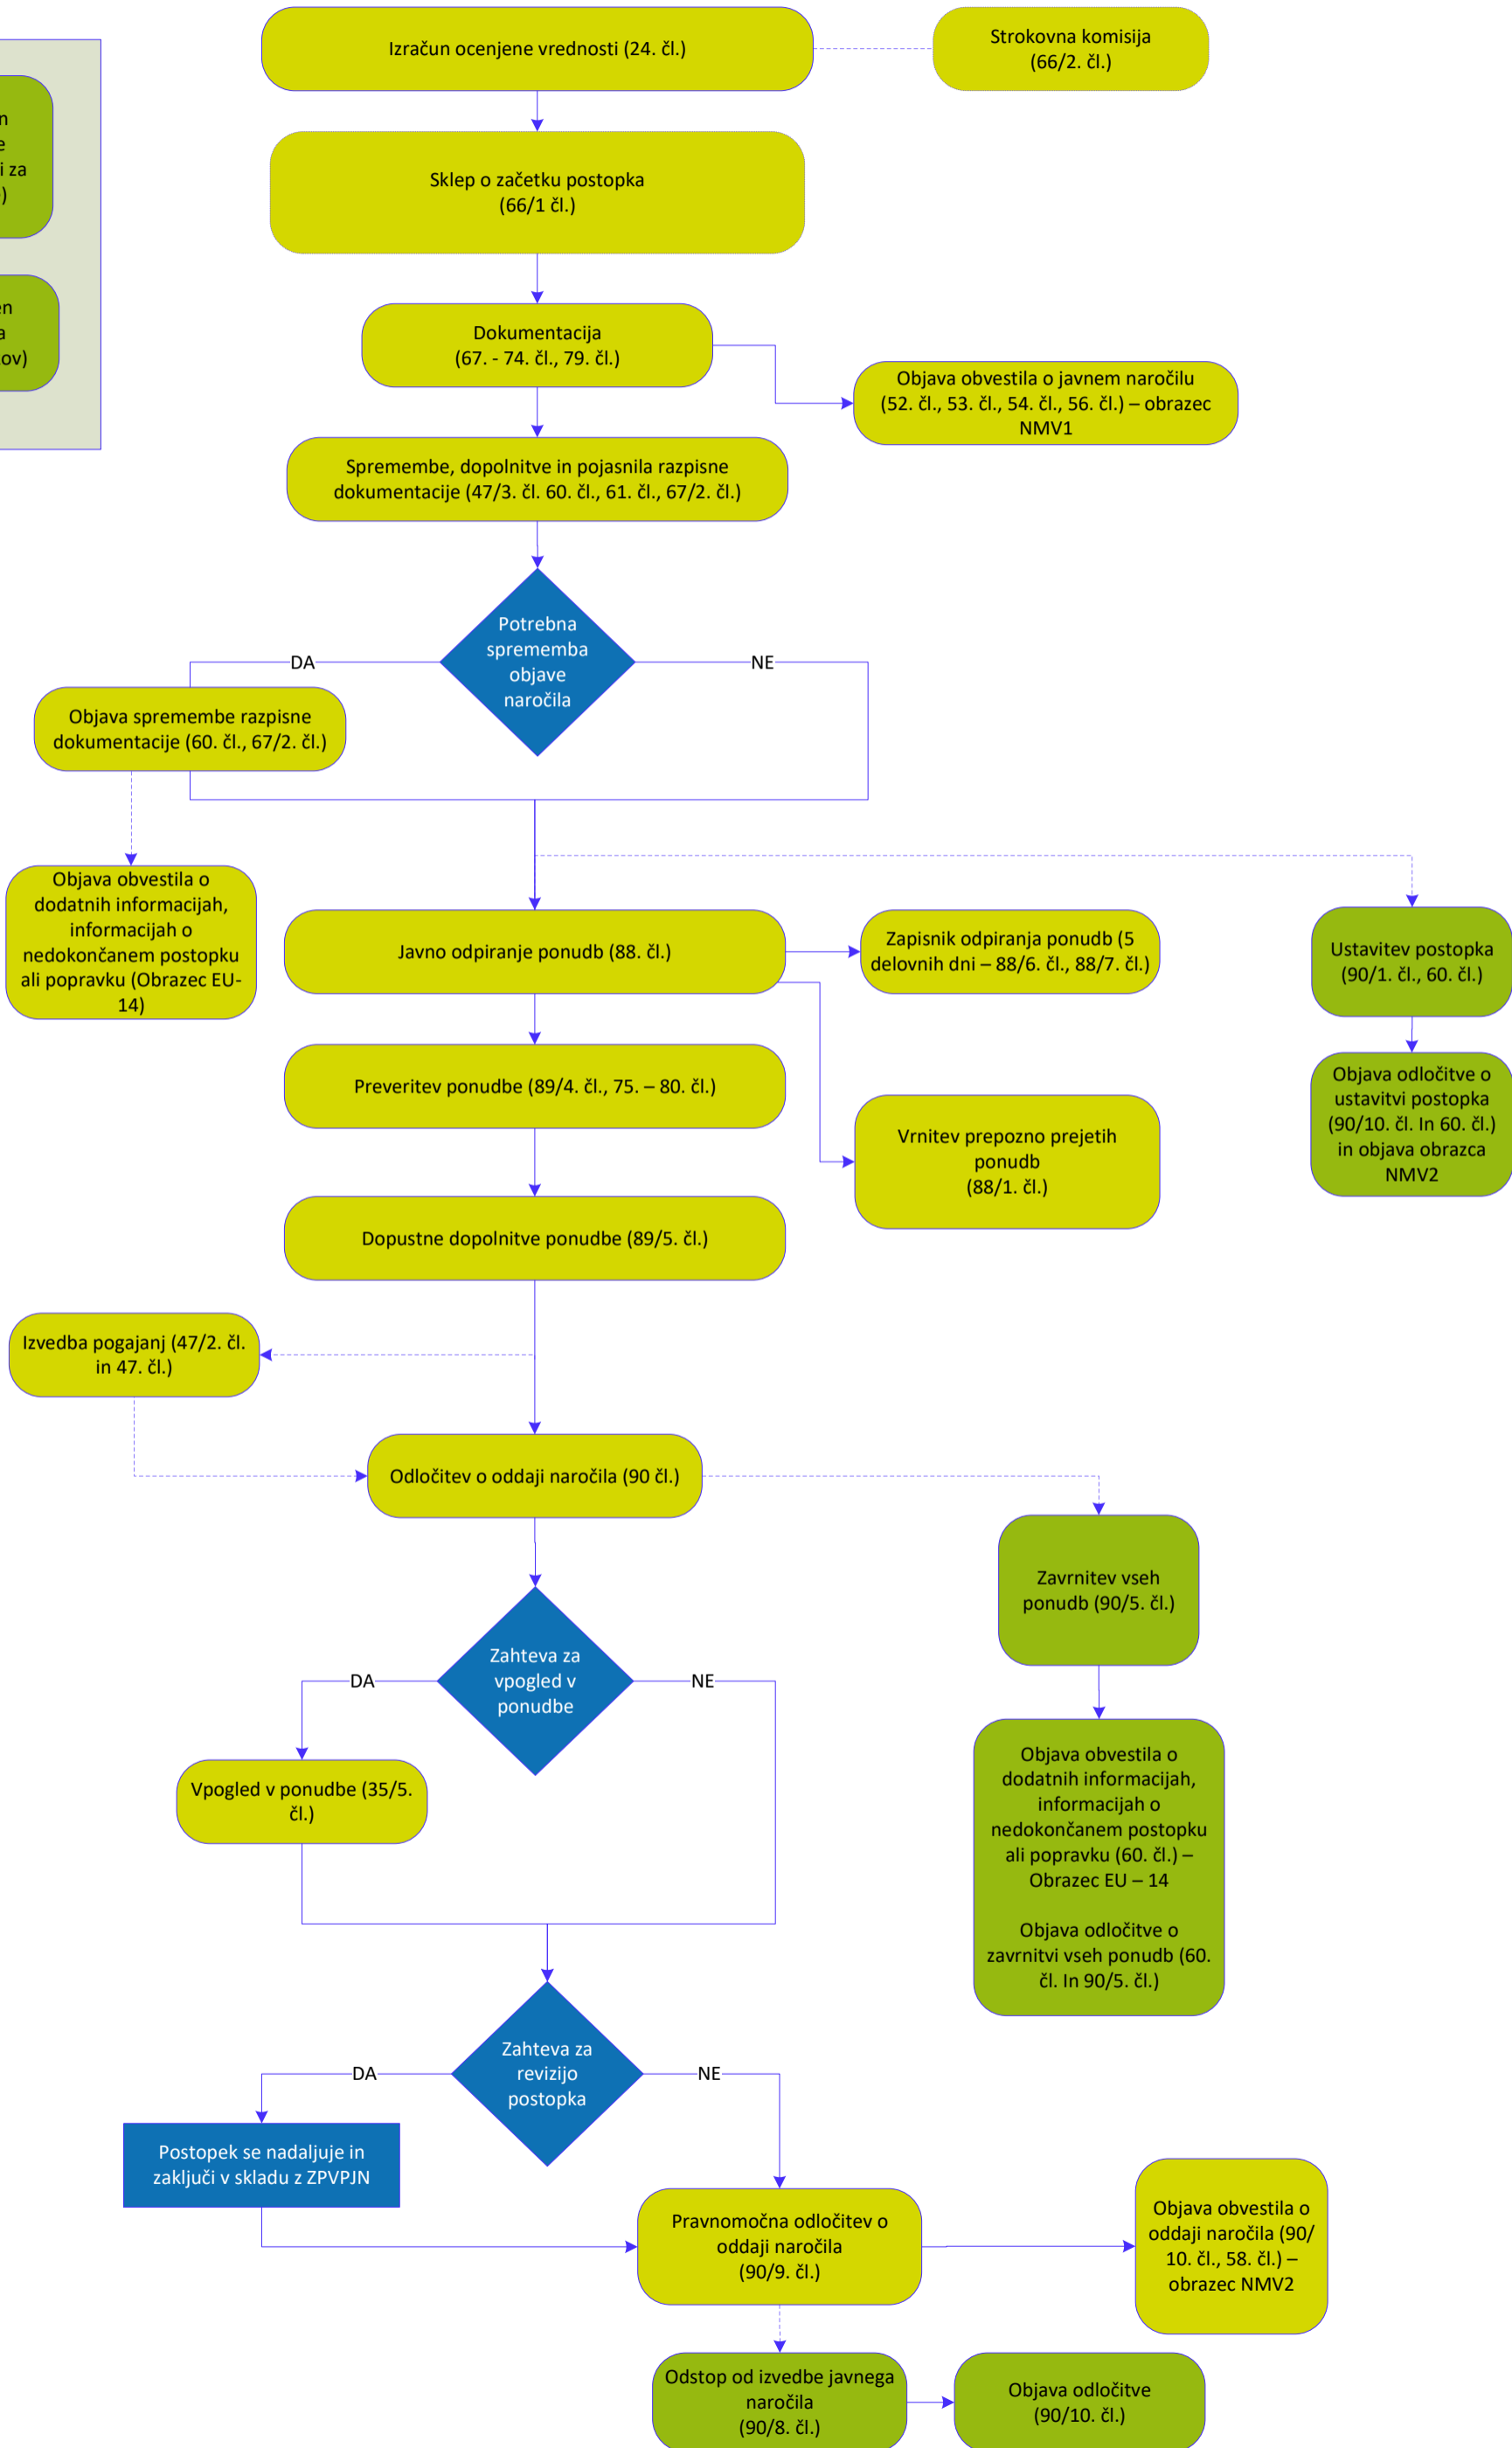 Izračun ocenjene vrednosti (24. čl.)
Strokovna komisija
(66/2. čl.)
Sklep o začetku postopka
(66/1 čl.)
Dokumentacija
(67. - 74. čl., 79. čl.)
Objava obvestila o javnem naročilu
(52. čl., 53. čl., 54. čl., 56. čl.) – obrazec
NMV1
Spremembe, dopolnitve in pojasnila razpisne
dokumentacije (47/3. čl. 60. čl., 61. čl., 67/2. čl.)
Potrebna
sprememba
objave
naročila
DA
NE
Objava spremembe razpisne
dokumentacije (60. čl., 67/2. čl.)
Objava obvestila o
dodatnih informacijah,
informacijah o
nedokončanem postopku
ali popravku (Obrazec EU-
14)
Javno odpiranje ponudb (88. čl.)
Zapisnik odpiranja ponudb (5
delovnih dni – 88/6. čl., 88/7. čl.)
Ustavitev postopka
(90/1. čl., 60. čl.)
Objava odločitve o
ustavitvi postopka
(90/10. čl. In 60. čl.)
in objava obrazca
NMV2
Preveritev ponudbe (89/4. čl., 75. – 80. čl.)
Vrnitev prepozno prejetih
ponudb
(88/1. čl.)
Dopustne dopolnitve ponudbe (89/5. čl.)
Izvedba pogajanj (47/2. čl.
in 47. čl.)
Odločitev o oddaji naročila (90 čl.)
Zavrnitev vseh
ponudb (90/5. čl.)
Zahteva za
vpogled v
ponudbe
DA
NE
Vpogled v ponudbe (35/5.
čl.)
Objava obvestila o
dodatnih informacijah,
informacijah o
nedokončanem postopku
ali popravku (60. čl.) –
Obrazec EU – 14
Objava odločitve o
zavrnitvi vseh ponudb (60.
čl. In 90/5. čl.)
Zahteva za
revizijo
postopka
DA
NE
Postopek se nadaljuje in
zaključi v skladu z ZPVPJN
Pravnomočna odločitev o
oddaji naročila
(90/9. čl.)
Objava obvestila o
oddaji naročila (90/
10. čl., 58. čl.) –
obrazec NMV2
Odstop od izvedbe javnega
naročila
(90/8. čl.)
Objava odločitve
(90/10. čl.)